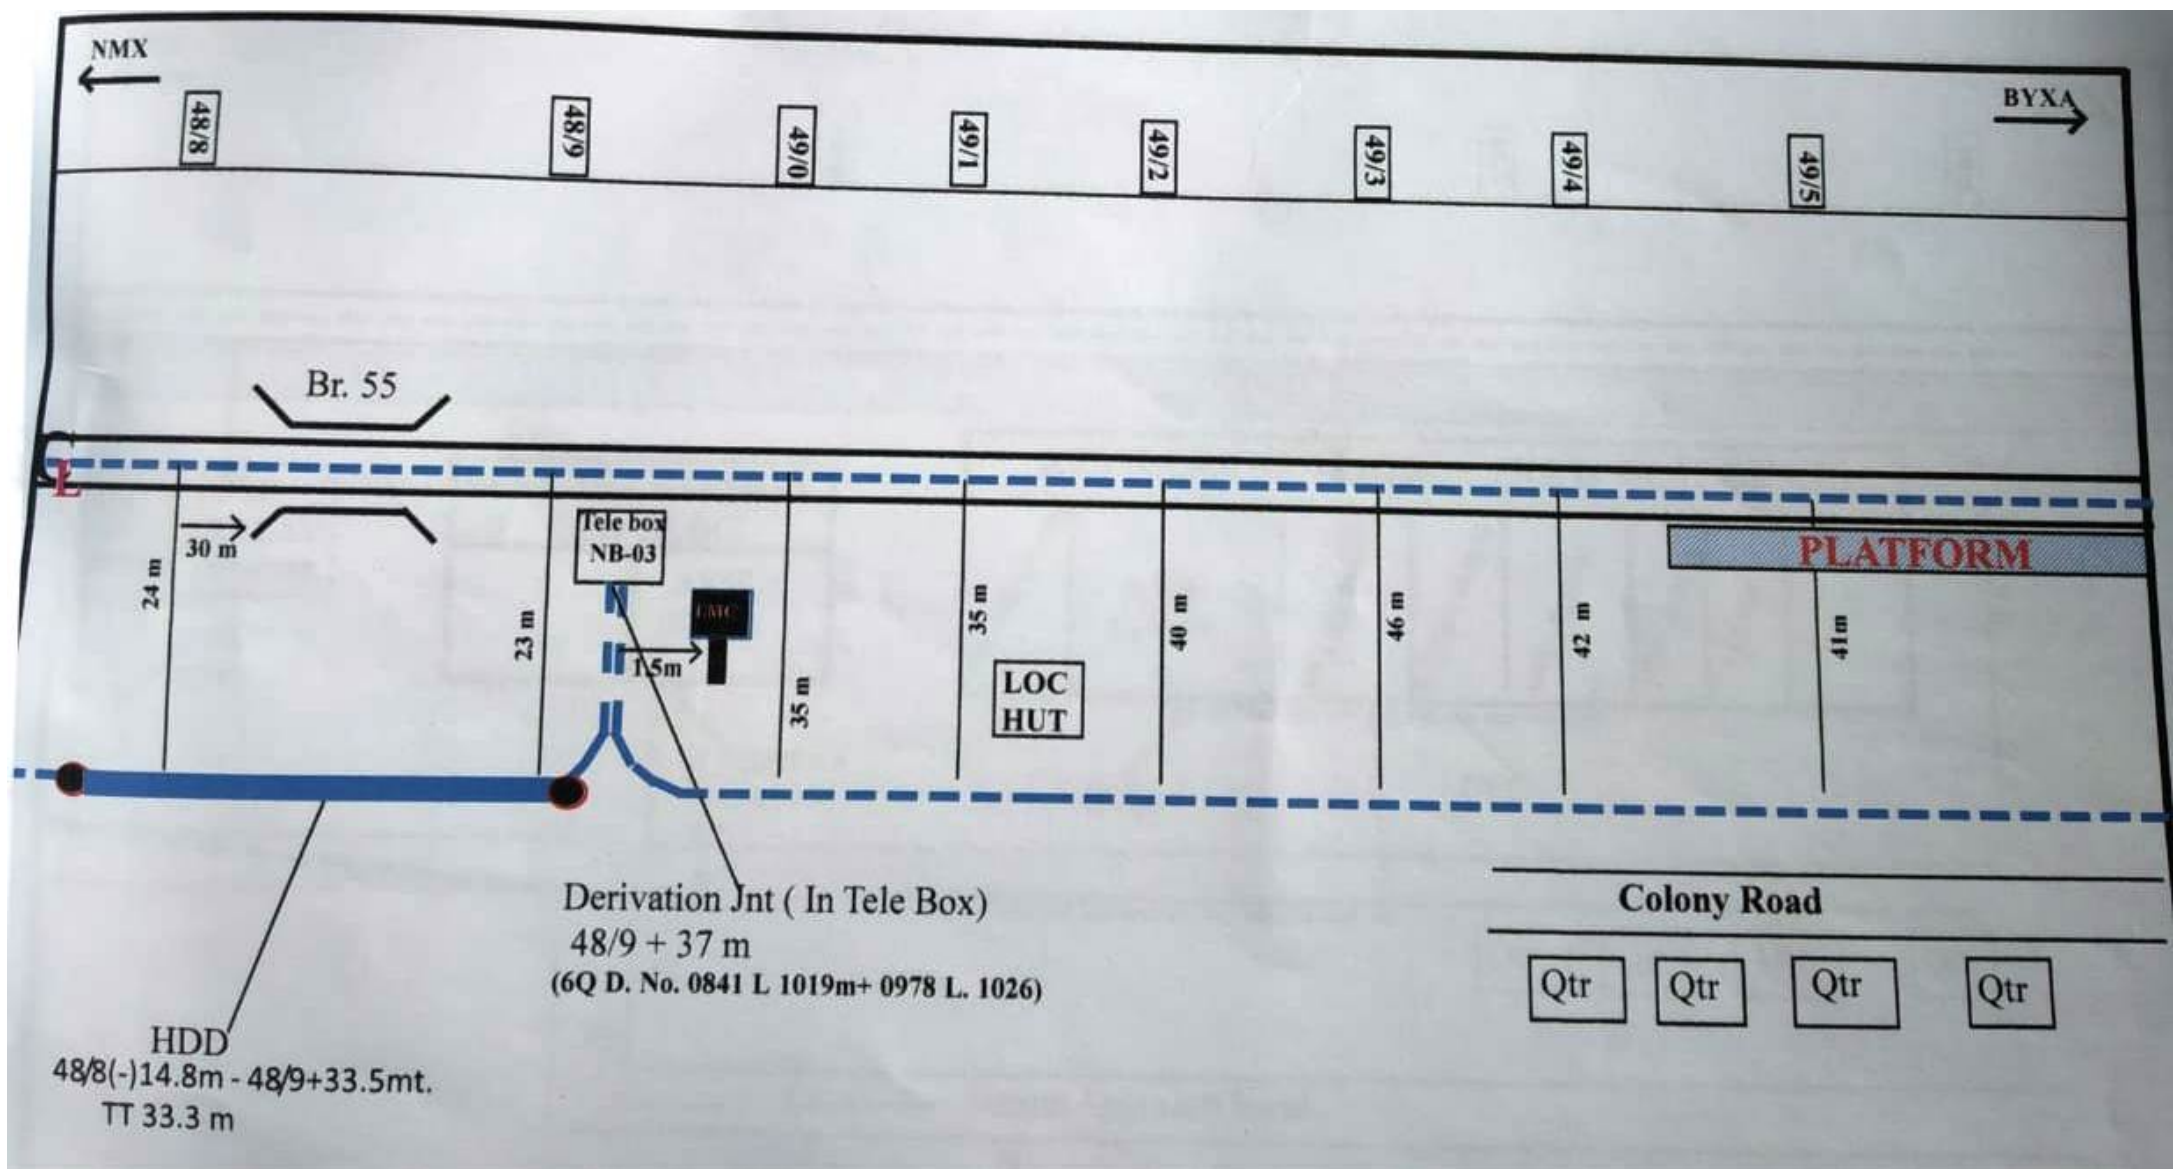 NMX
BYXA
48/8
48/9
49/0
49/1
49/2
49/3
49/4
49/5
Br. 55
L
30 m
Tele box
NB-03
PLATFORM
24 m
23 m
1.5m
35 m
35 m
40 m
46 m
42 m
41m
LOC
HUT
Derivation Jnt ( In Tele Box)
48/9 + 37 m
(6Q D. No. 0841 L 1019m+ 0978 L. 1026)
Colony Road
Qtr
Qtr
Qtr
Qtr
HDD
48/8(-)14.8m - 48/9+33.5mt.
TT 33.3 m